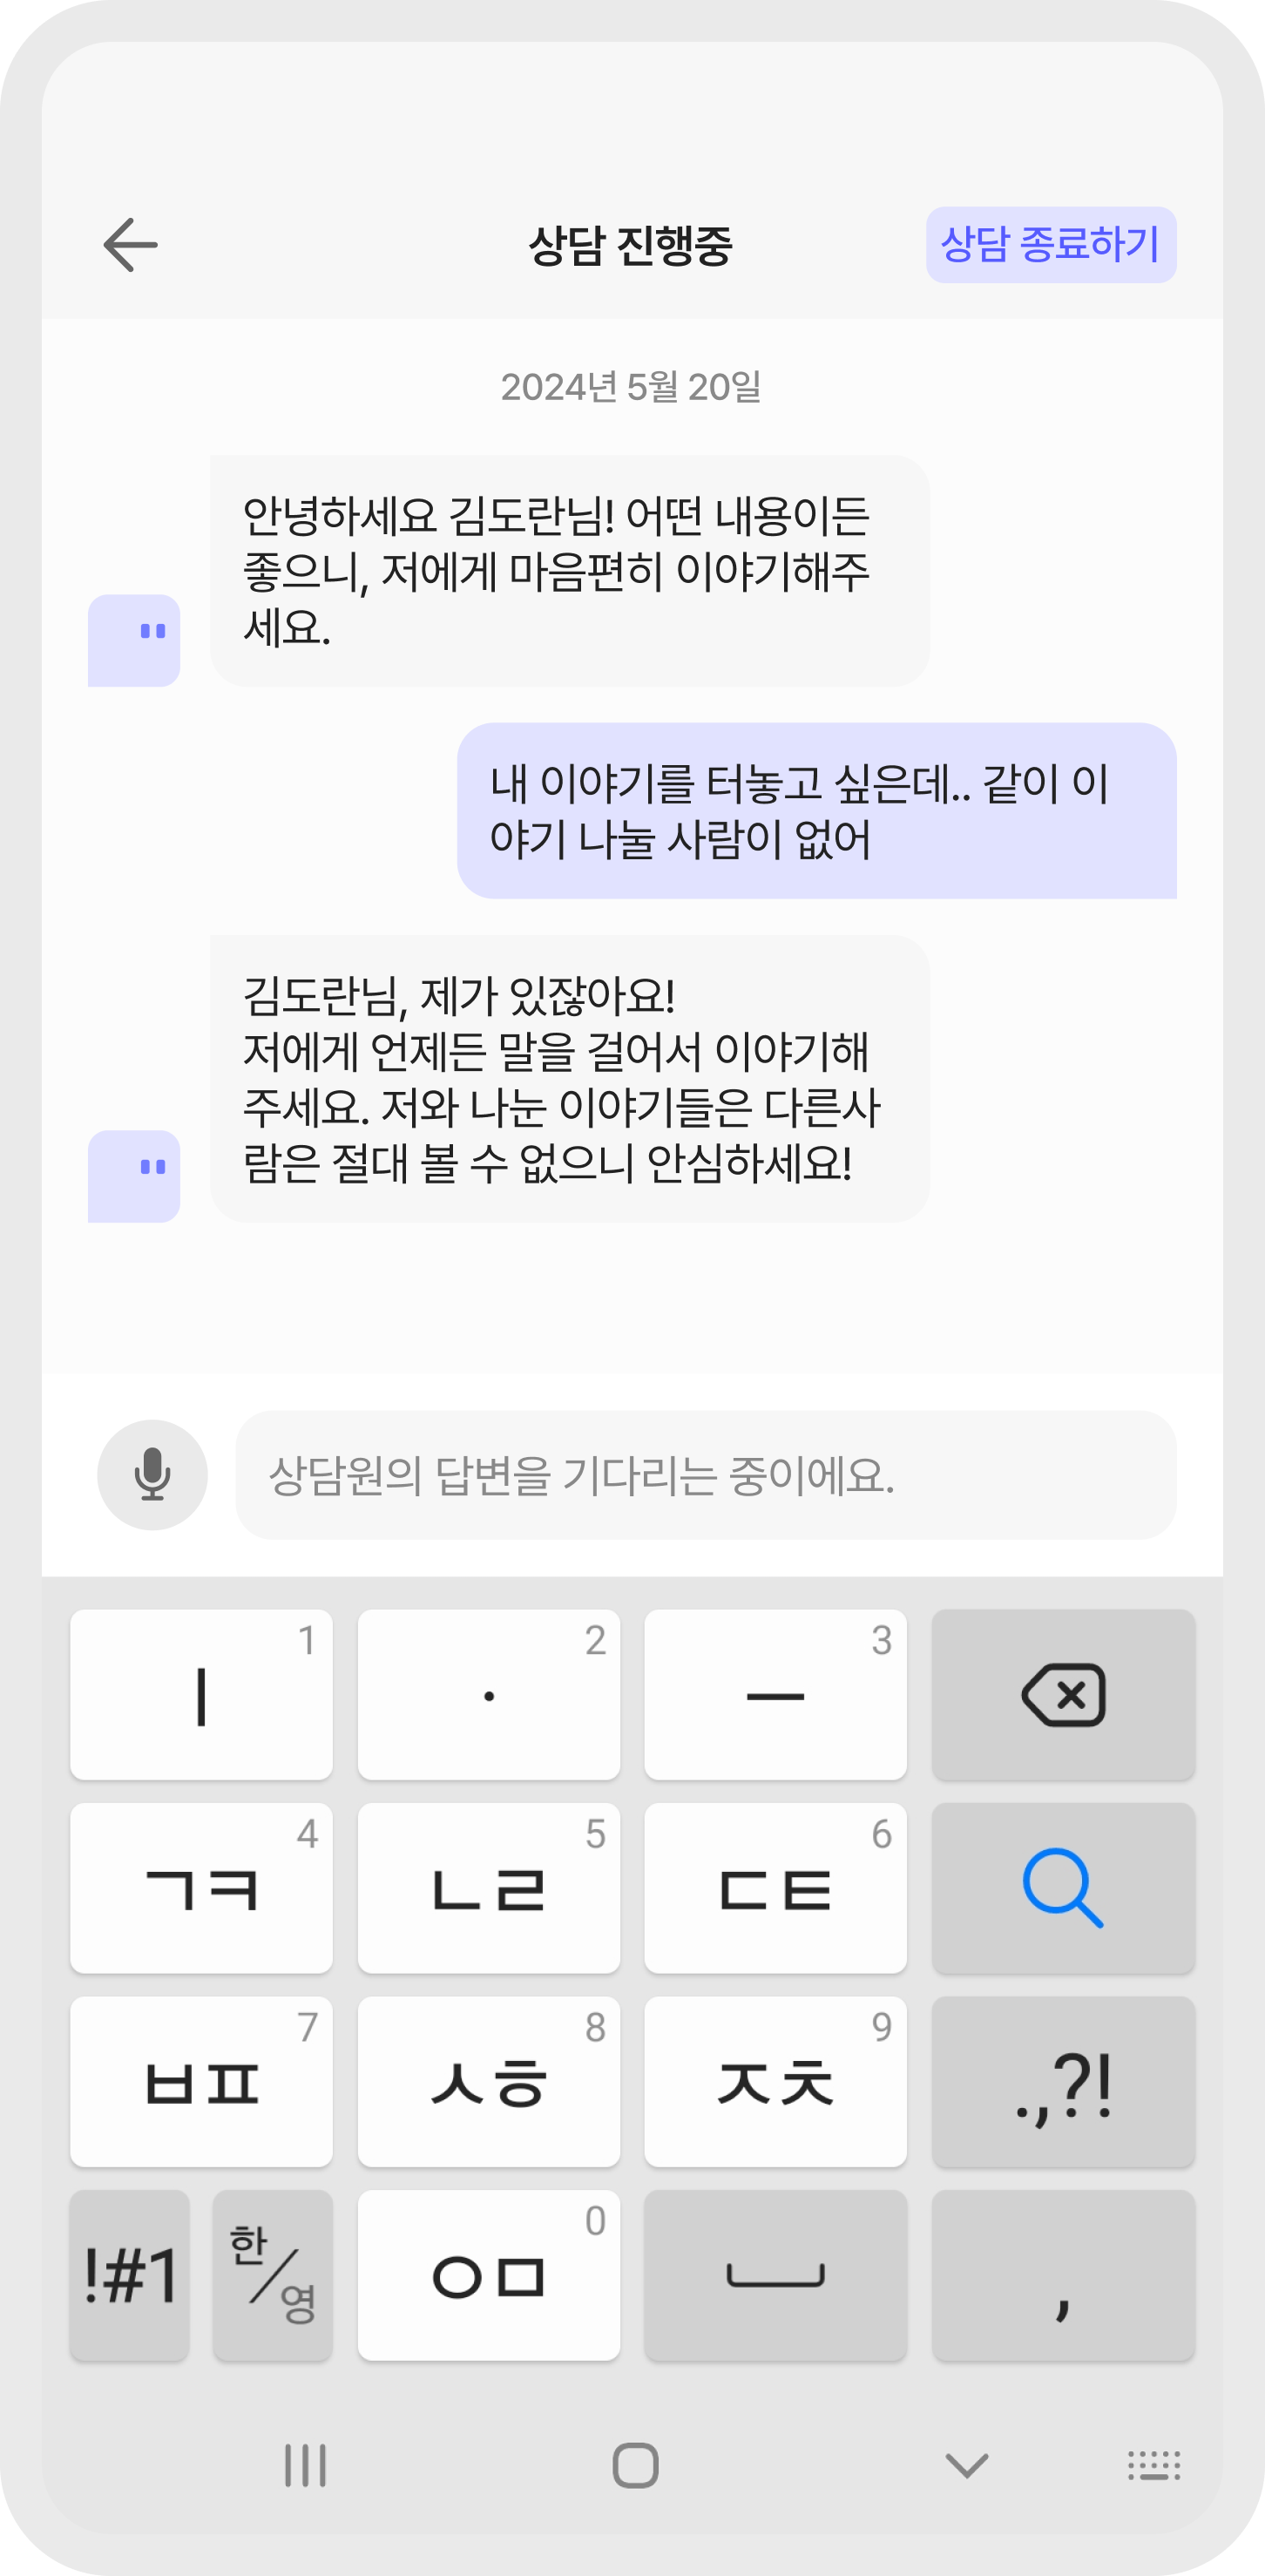 상담 진행중
상담 종료하기
2024년 5월 20일
안녕하세요 김도란님! 어떤 내용이든
좋으니, 저에게 마음편히 이야기해주
세요.
내 이야기를 터놓고 싶은데.. 같이 이
야기 나눌 사람이 없어
김도란님, 제가 있잖아요!
저에게 언제든 말을 걸어서 이야기해
주세요. 저와 나눈 이야기들은 다른사
람은 절대 볼 수 없으니 안심하세요!
상담원의 답변을 기다리는 중이에요.
ㅣ 1 · 2 ㅡ 3
ㄱㅋ 4 ㄴㄹ 5 ㄷㅌ 6
ㅂㅍ 7 ㅅㅎ 8 ㅈㅊ 9 .,?!
!#1 한/영 ㅇㅁ 0 ,